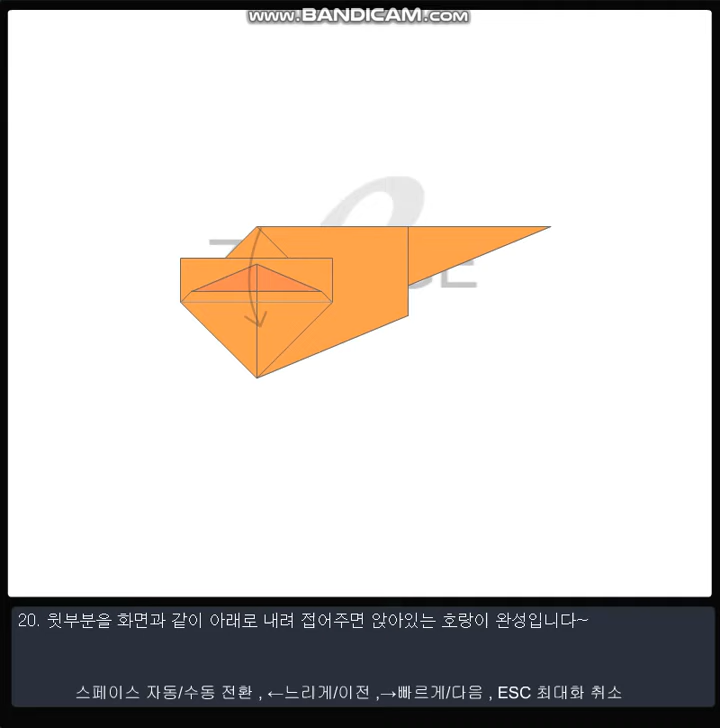 www.BANDICAM.com
20. 윗부분을 화면과 같이 아래로 내려 접어주면 앉아있는 호랑이 완성입니다~
스페이스 자동/수동 전환 , ←느리게/이전 ,→빠르게/다음 , ESC 최대화 취소